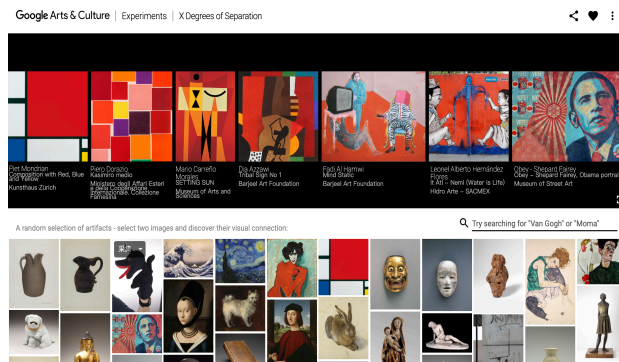 Google Arts & Culture | Experiments | X Degrees of Separation
Piet Mondrian
Composition with Red, Blue
and Yellow
Kunsthaus Zürich
Piero Dorazio
Kasimiro medio
Ministero degli Affari Esteri
e della Cooperazione
Internazionale. Collezione
Farnesina
Mario Carreño
Morales
SETTING SUN
Museum of Arts and
Sciences
Dia Azzawi
Tribal Sign No 1
Barjeel Art Foundation
Fadi Al Hamwi
Mind Static
Barjeel Art Foundation
Leonel Alberto Hernández
Flores
It Atl – Nemi (Water is Life)
Hidro Arte – SACMEX
Obey - Shepard Fairey
Obey – Shepard Fairey, Obama portrai
Museum of Street Art
A random selection of artifacts - select two images and discover their visual connection:
Try searching for "Van Gogh" or "Moma"